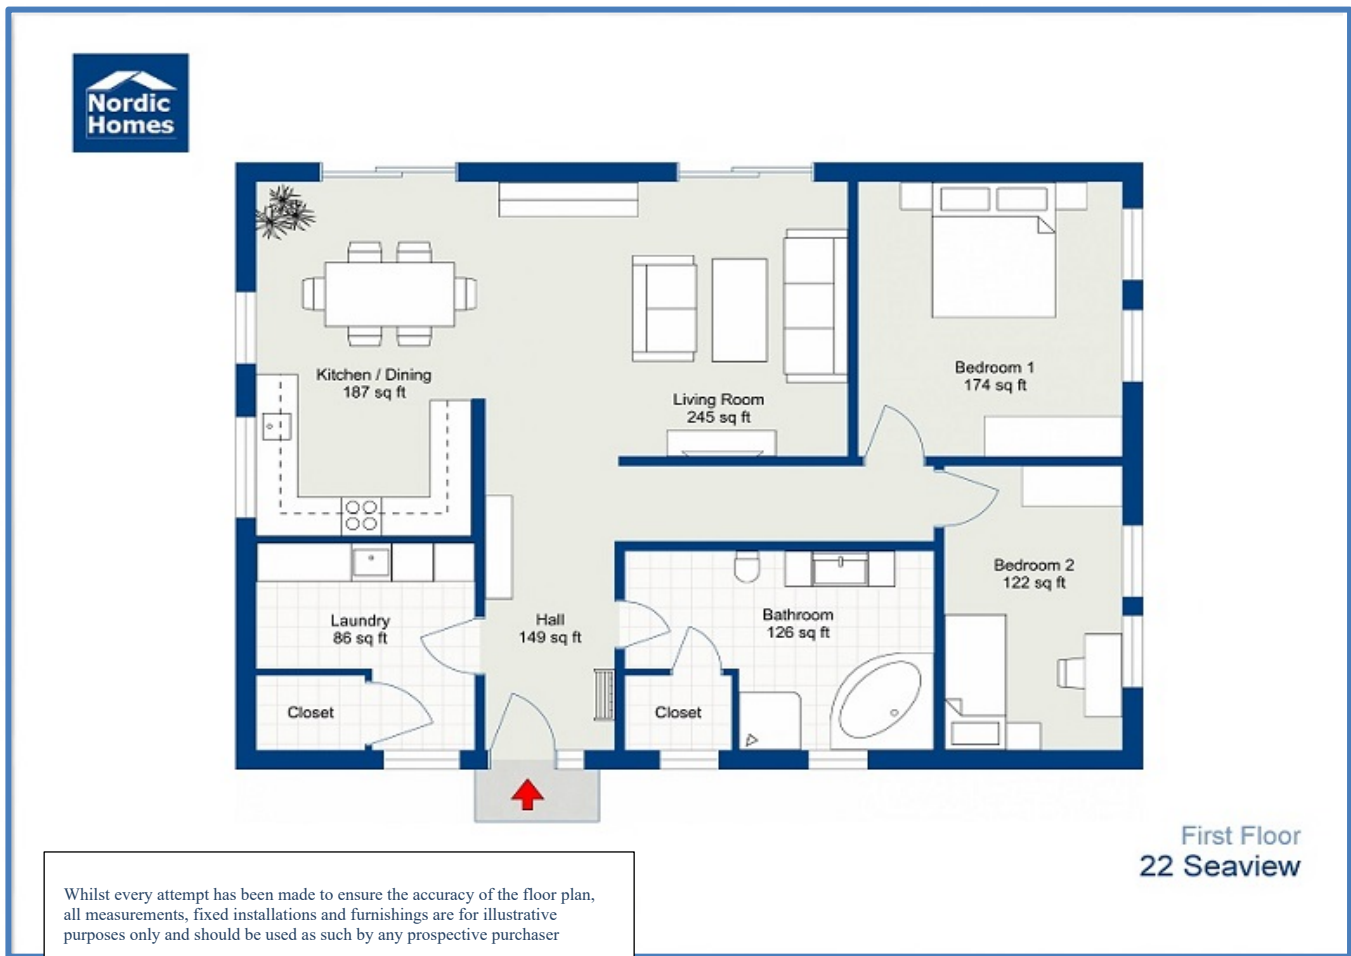 Nordic
Homes
Kitchen / Dining
187 sq ft
Living Room
245 sq ft
Bedroom 1
174 sq ft
Bedroom 2
122 sq ft
Laundry
86 sq ft
Hall
149 sq ft
Bathroom
126 sq ft
Closet
Closet
First Floor
22 Seaview
Whilst every attempt has been made to ensure the accuracy of the floor plan,
all measurements, fixed installations and furnishings are for illustrative
purposes only and should be used as such by any prospective purchaser